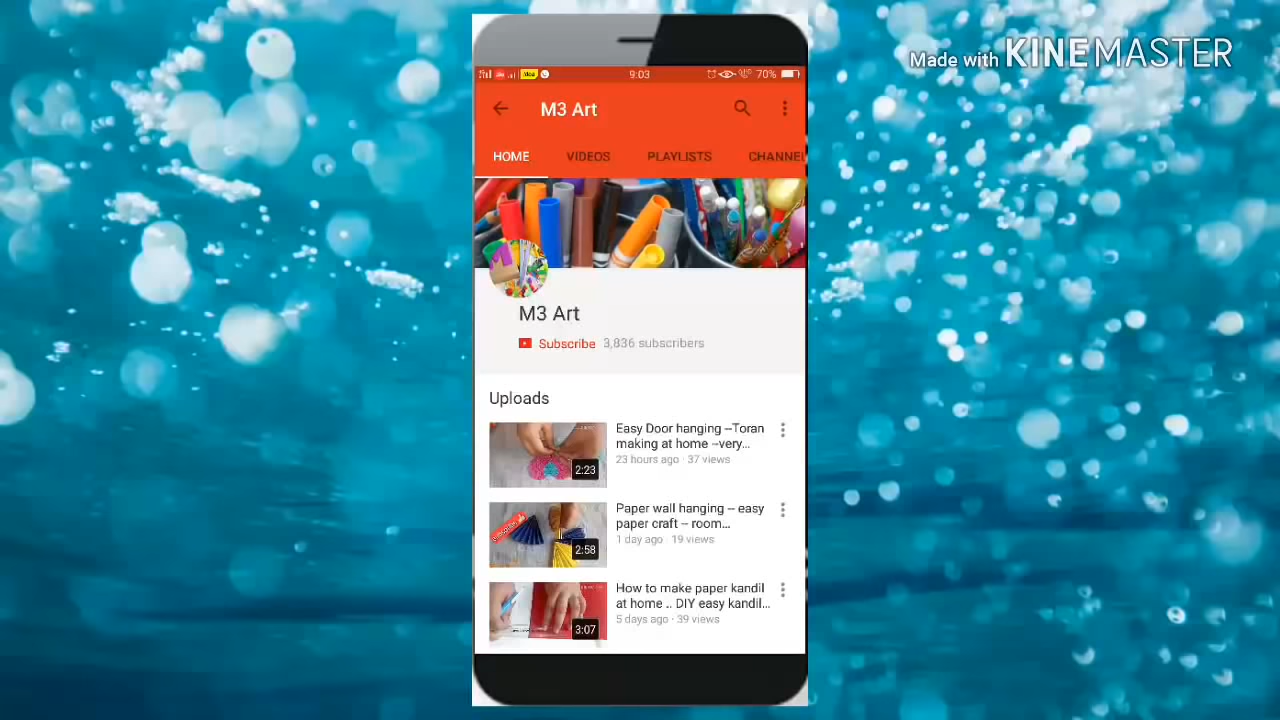 Made with KINEMASTER
9:03
70%
M3 Art
HOME VIDEOS PLAYLISTS CHANNEL
M3 Art
Subscribe 3,836 subscribers
Uploads
Easy Door hanging --Toran
making at home --very...
23 hours ago · 37 views
2:23
Paper wall hanging -- easy
paper craft -- room...
1 day ago · 19 views
2:58
How to make paper kandil
at home .. DIY easy kandil...
5 days ago · 39 views
3:07